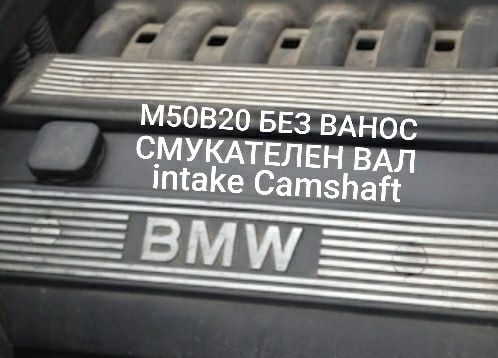 M50B20 БЕЗ ВАНОС
СМУКАТЕЛЕН ВАЛ
intake Camshaft
BMW